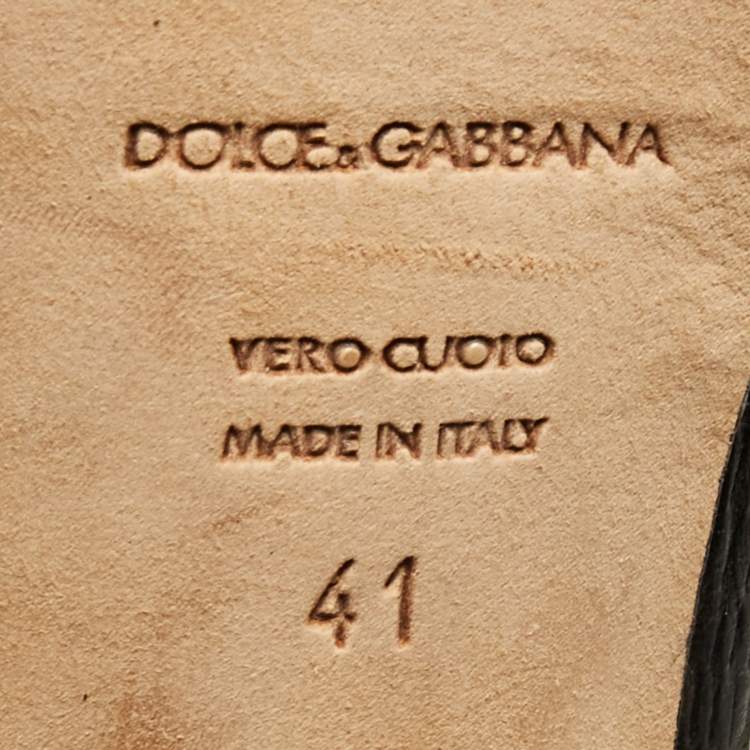 DOLCE & GABBANA
VERO CUOIO
MADE IN ITALY
41